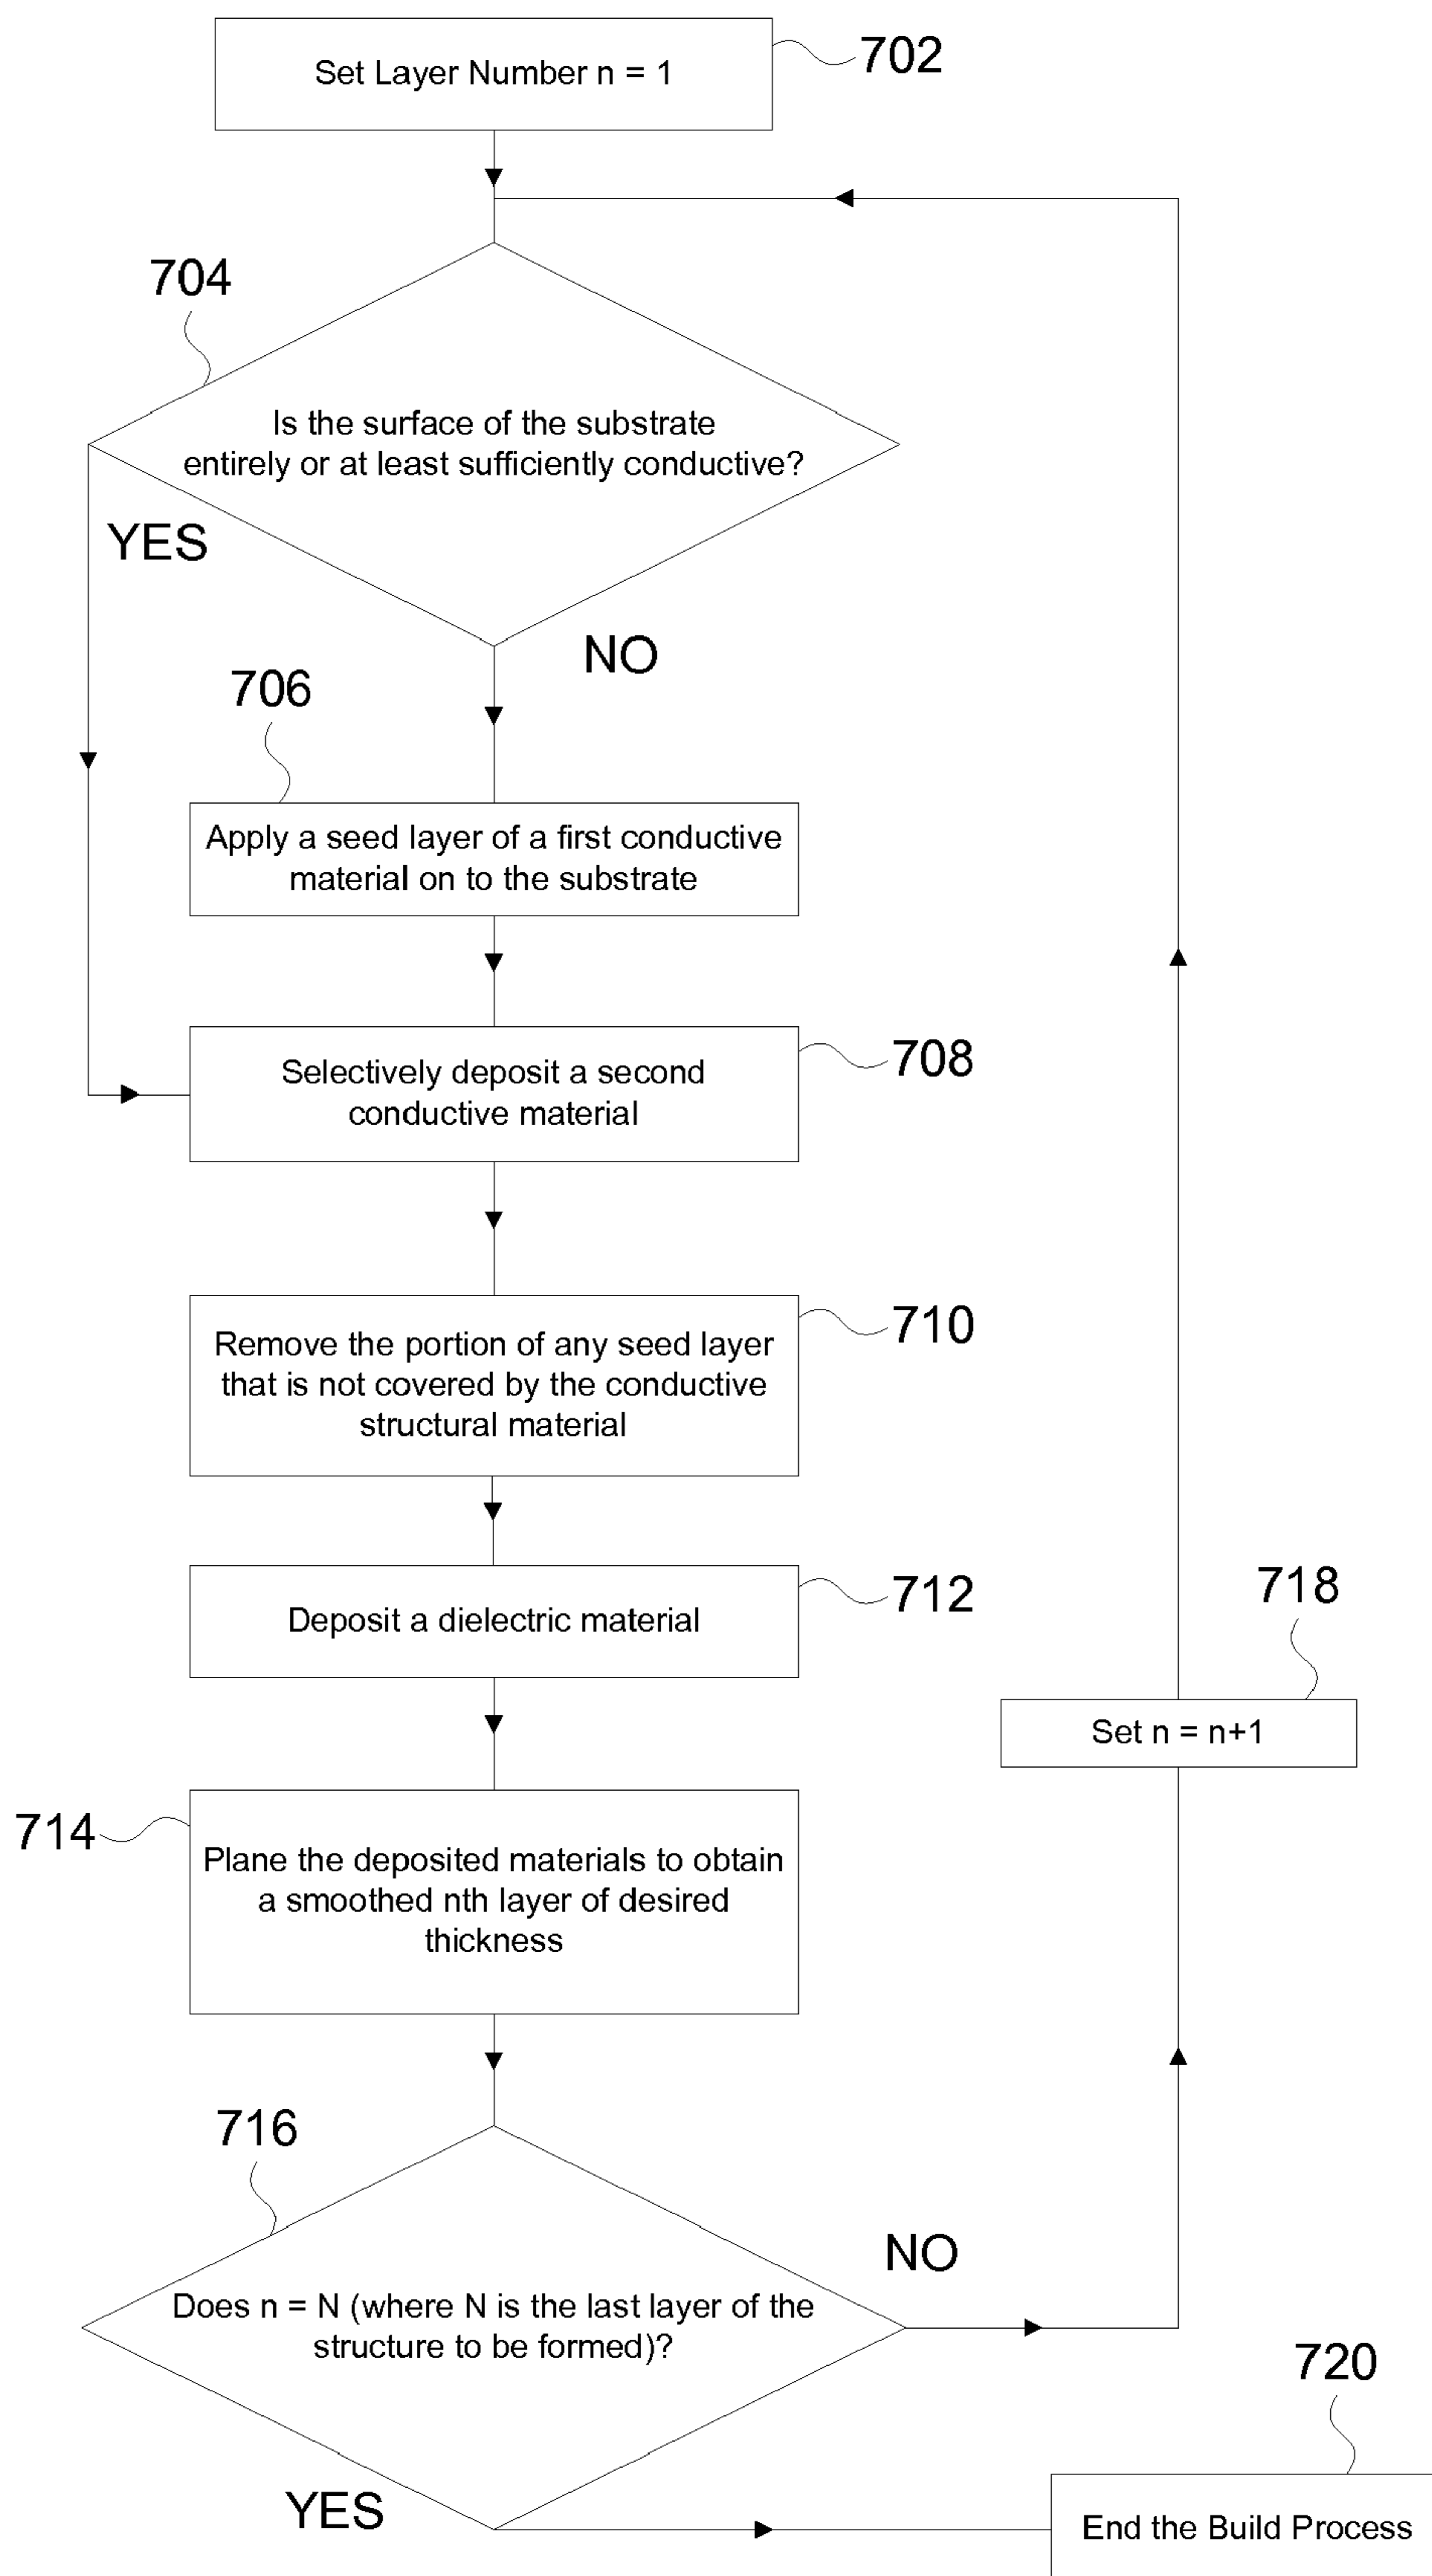 Set Layer Number n = 1
702
704
Is the surface of the substrate
entirely or at least sufficiently conductive?
YES
NO
706
Apply a seed layer of a first conductive
material on to the substrate
Selectively deposit a second
conductive material
708
Remove the portion of any seed layer
that is not covered by the conductive
structural material
710
Deposit a dielectric material
712
718
Set n = n+1
714
Plane the deposited materials to obtain
a smoothed nth layer of desired
thickness
716
Does n = N (where N is the last layer of the
structure to be formed)?
NO
YES
720
End the Build Process